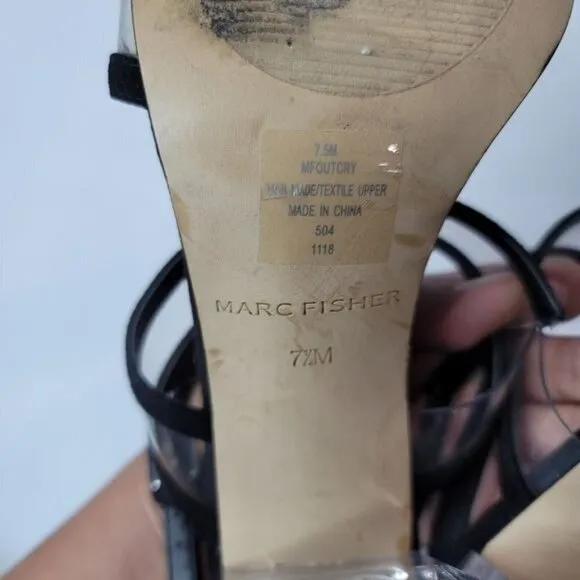 7.5M
MFOUTCRY
MAN MADE/TEXTILE UPPER
MADE IN CHINA
504
1118
MARC FISHER
7½M